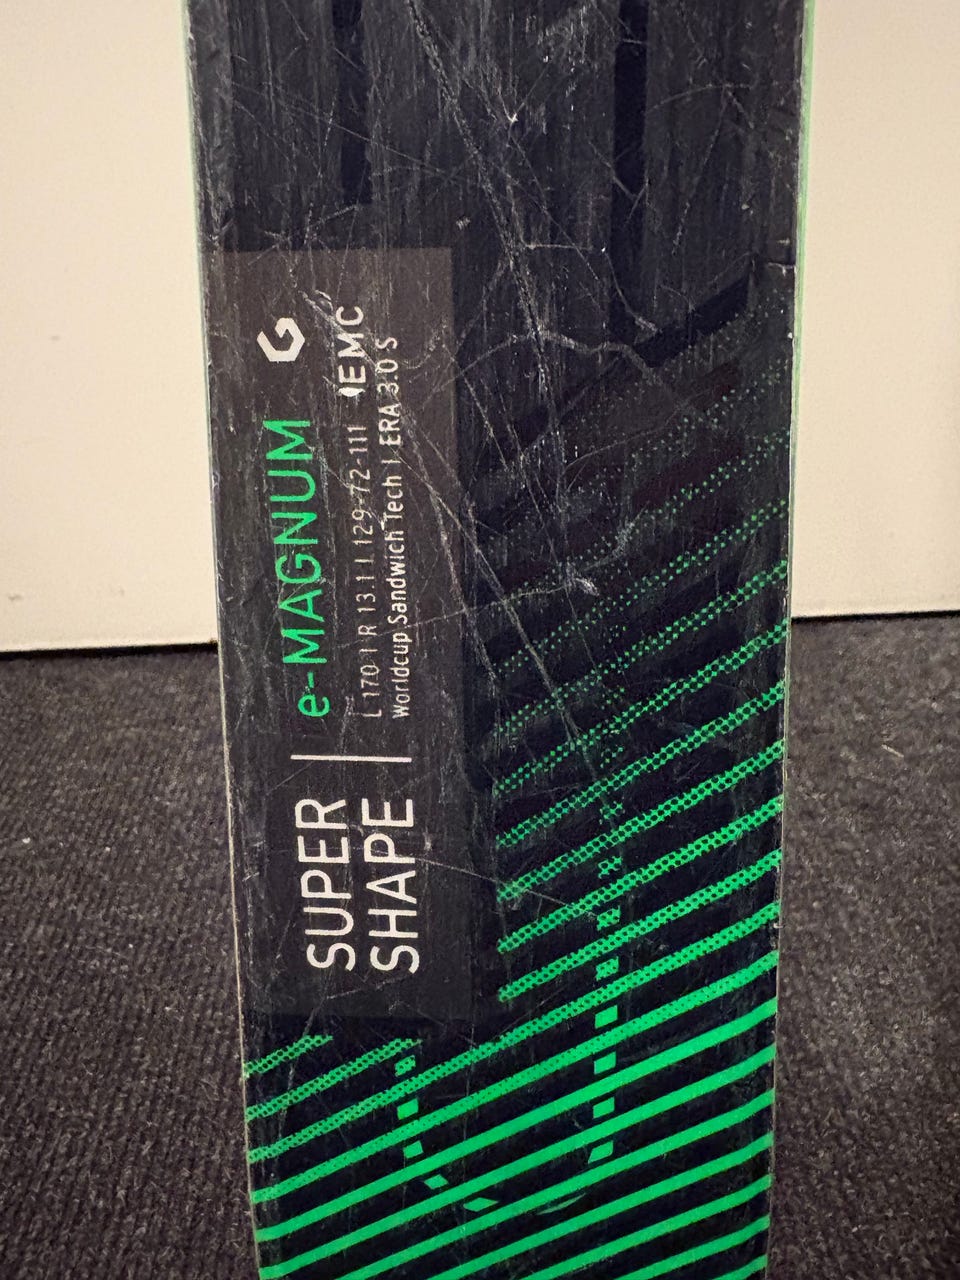 SUPER
SHAPE
e-MAGNUM
L 170 | R 13.1 | 129-72-111 EMC
Worldcup Sandwich Tech | ERA 3.0 S